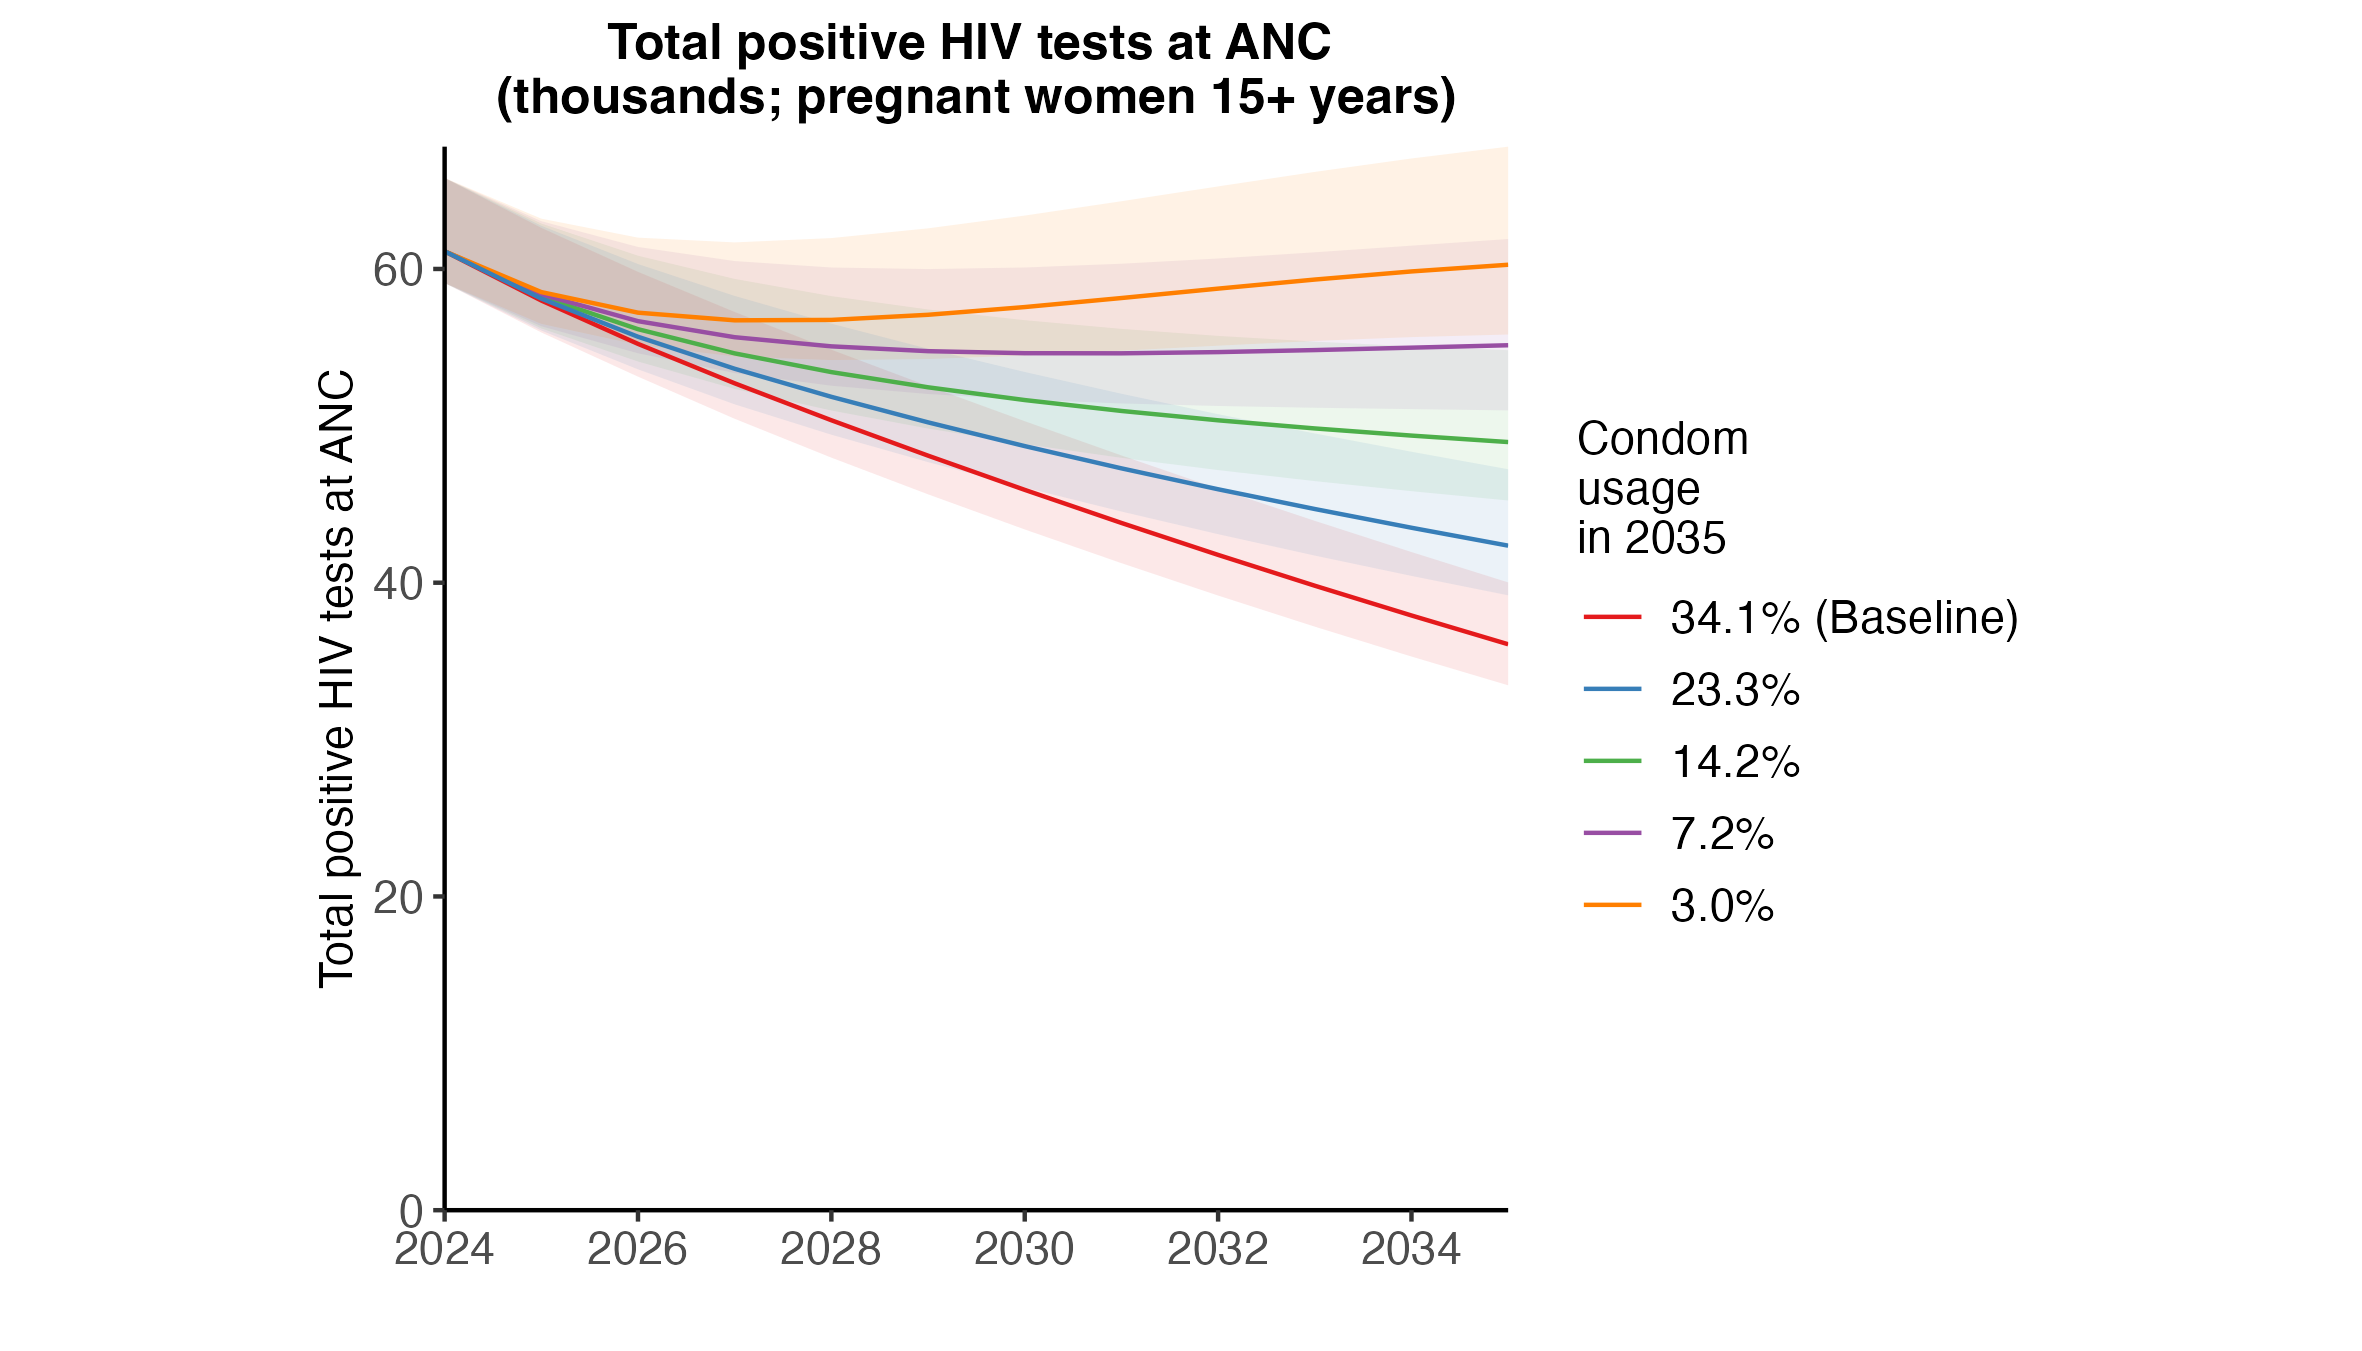 Total positive HIV tests at ANC
(thousands; pregnant women 15+ years)
Total positive HIV tests at ANC
60
40
20
0
2024
2026
2028
2030
2032
2034
Condom
usage
in 2035
34.1% (Baseline)
23.3%
14.2%
7.2%
3.0%